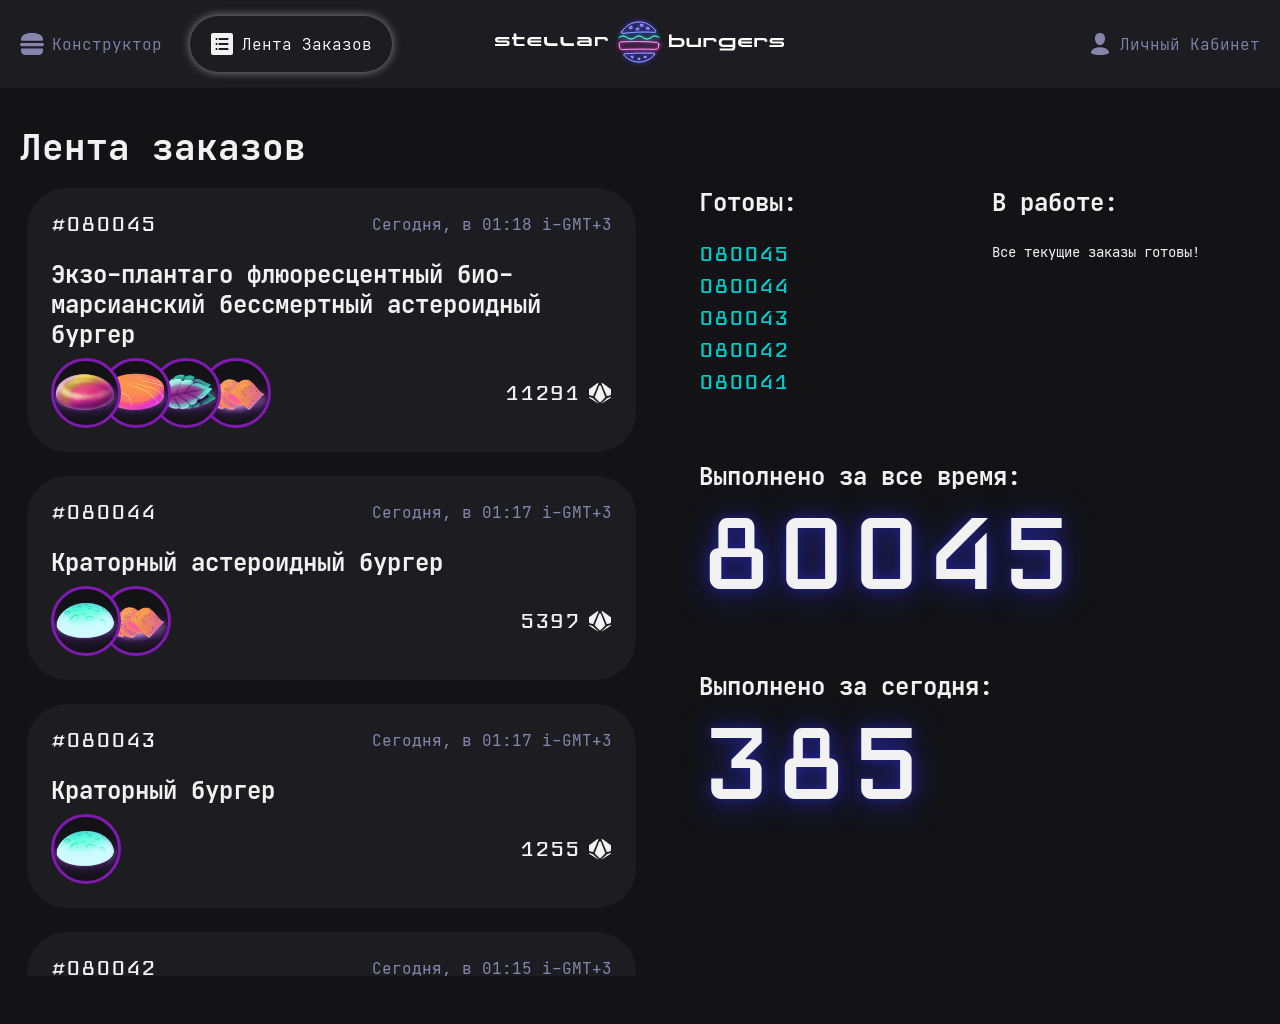 Конструктор
Лента Заказов
stellar burgers
Личный Кабинет
Лента заказов
#080045
Сегодня, в 01:18 i-GMT+3
Экзо-плантаго флюоресцентный био-
марсианский бессмертный астероидный
бургер
11291
#080044
Сегодня, в 01:17 i-GMT+3
Краторный астероидный бургер
5397
#080043
Сегодня, в 01:17 i-GMT+3
Краторный бургер
1255
#080042
Сегодня, в 01:15 i-GMT+3
Готовы:
080045
080044
080043
080042
080041
В работе:
Все текущие заказы готовы!
Выполнено за все время:
80045
Выполнено за сегодня:
385